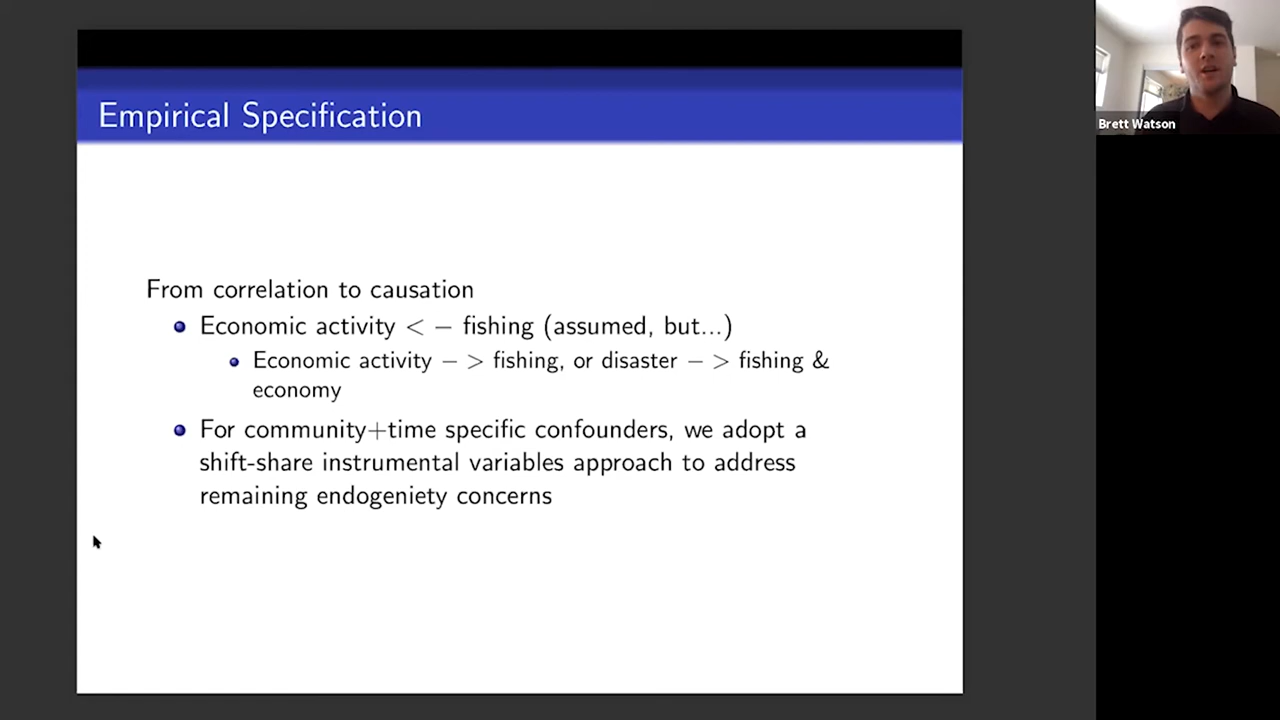 Empirical Specification
From correlation to causation
Economic activity < − fishing (assumed, but...)
Economic activity − > fishing, or disaster − > fishing &
economy
For community+time specific confounders, we adopt a
shift-share instrumental variables approach to address
remaining endogeniety concerns
Brett Watson